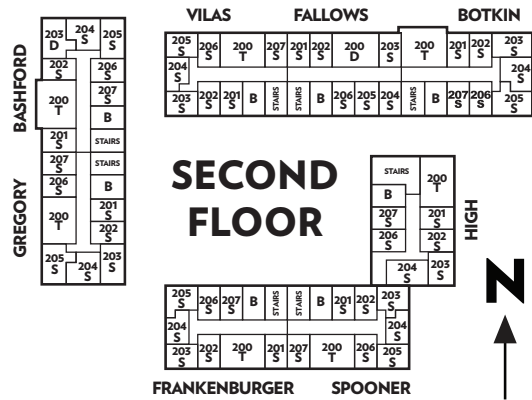 VILAS FALLOWS BOTKIN
205 S 206 S 200 T 207 S 201 S 202 S 200 D 203 S 200 T 201 S 202 S 203 S
204 S 204 S
203 S 202 S 201 S B STAIRS STAIRS B 206 S 205 S 204 S STAIRS B 207 S 206 S 205 S
BASHFORD
203 D 204 S 205 S
202 S 206 S
200 T 207 S
B
201 S STAIRS
GREGORY
207 S STAIRS
206 S B
200 T 201 S
202 S
205 S 204 S 203 S
SECOND
FLOOR
HIGH
STAIRS 200 T
B
207 S 201 S
206 S 202 S
204 S 203 S
N
205 S 206 S 207 S B STAIRS STAIRS B 201 S 202 S 203 S
204 S 204 S
203 S 202 S 200 T 201 S 207 S 200 T 206 S 205 S
FRANKENBURGER SPOONER